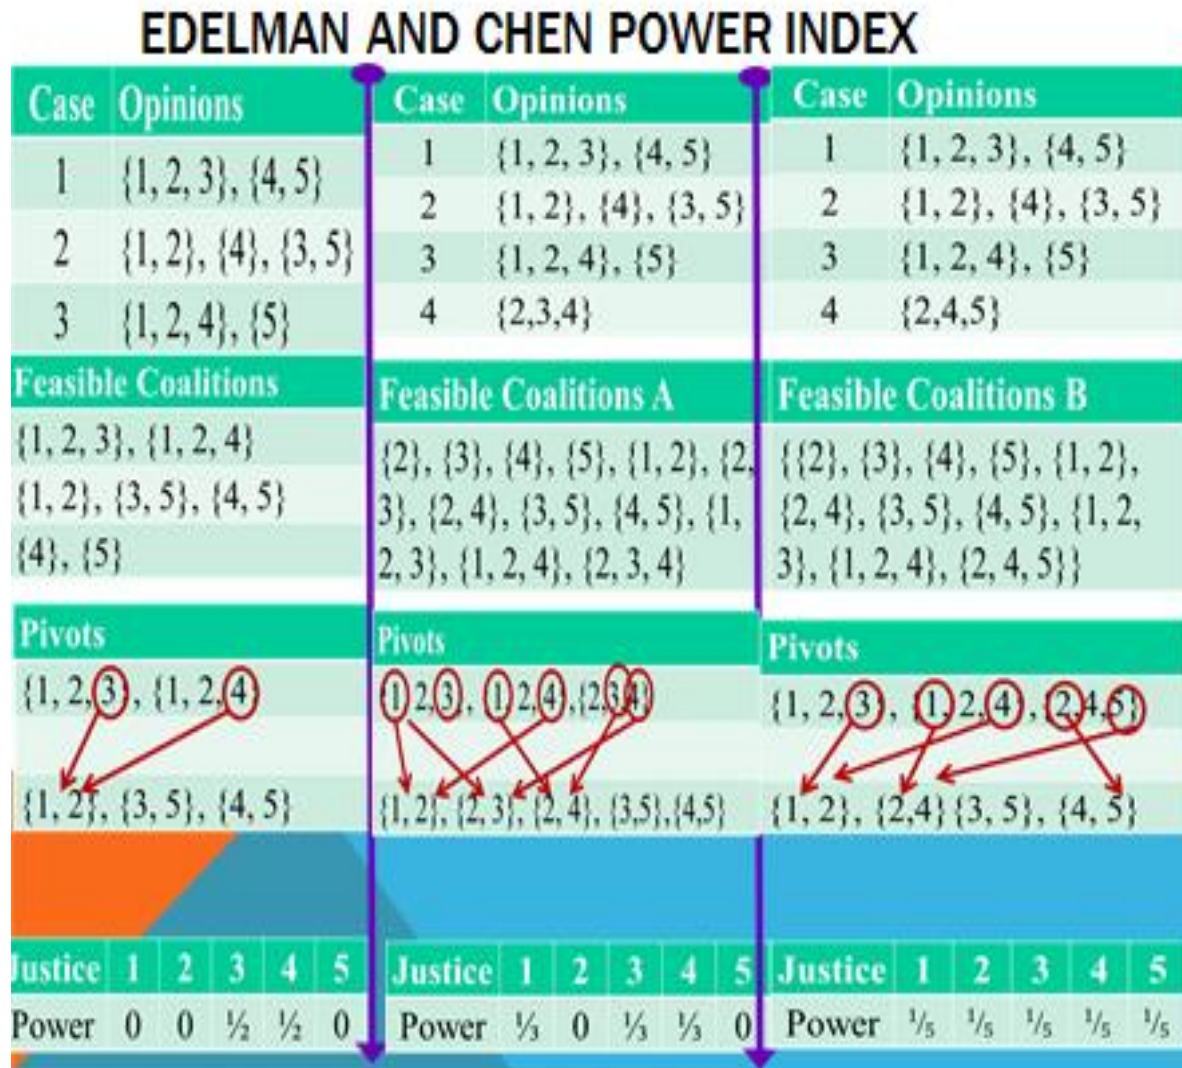 EDELMAN AND CHEN POWER INDEX
Case Opinions
1 {1, 2, 3}, {4, 5}
2 {1, 2}, {4}, {3, 5}
3 {1, 2, 4}, {5}
Feasible Coalitions
{1, 2, 3}, {1, 2, 4}
{1, 2}, {3, 5}, {4, 5}
{4}, {5}
Pivots
{1, 2, 3}, {1, 2, 4}
{1, 2}, {3, 5}, {4, 5}
Justice 1 2 3 4 5
Power 0 0 ½ ½ 0
Case Opinions
1 {1, 2, 3}, {4, 5}
2 {1, 2}, {4}, {3, 5}
3 {1, 2, 4}, {5}
4 {2,3,4}
Feasible Coalitions A
{2}, {3}, {4}, {5}, {1, 2}, {2,
3}, {2, 4}, {3, 5}, {4, 5}, {1,
2, 3}, {1, 2, 4}, {2, 3, 4}
Pivots
{1, 2, 3}, {1, 2, 4}, {2, 3, 4}
{1, 2}, {2, 3}, {2, 4}, {3,5},{4,5}
Justice 1 2 3 4 5
Power ⅓ 0 ⅓ ⅓ 0
Case Opinions
1 {1, 2, 3}, {4, 5}
2 {1, 2}, {4}, {3, 5}
3 {1, 2, 4}, {5}
4 {2,4,5}
Feasible Coalitions B
{{2}, {3}, {4}, {5}, {1, 2},
{2, 4}, {3, 5}, {4, 5}, {1, 2,
3}, {1, 2, 4}, {2, 4, 5}}
Pivots
{1, 2, 3}, {1, 2, 4}, {2,4,5}
{1, 2}, {2,4} {3, 5}, {4, 5}
Justice 1 2 3 4 5
Power 1/5 1/5 1/5 1/5 1/5